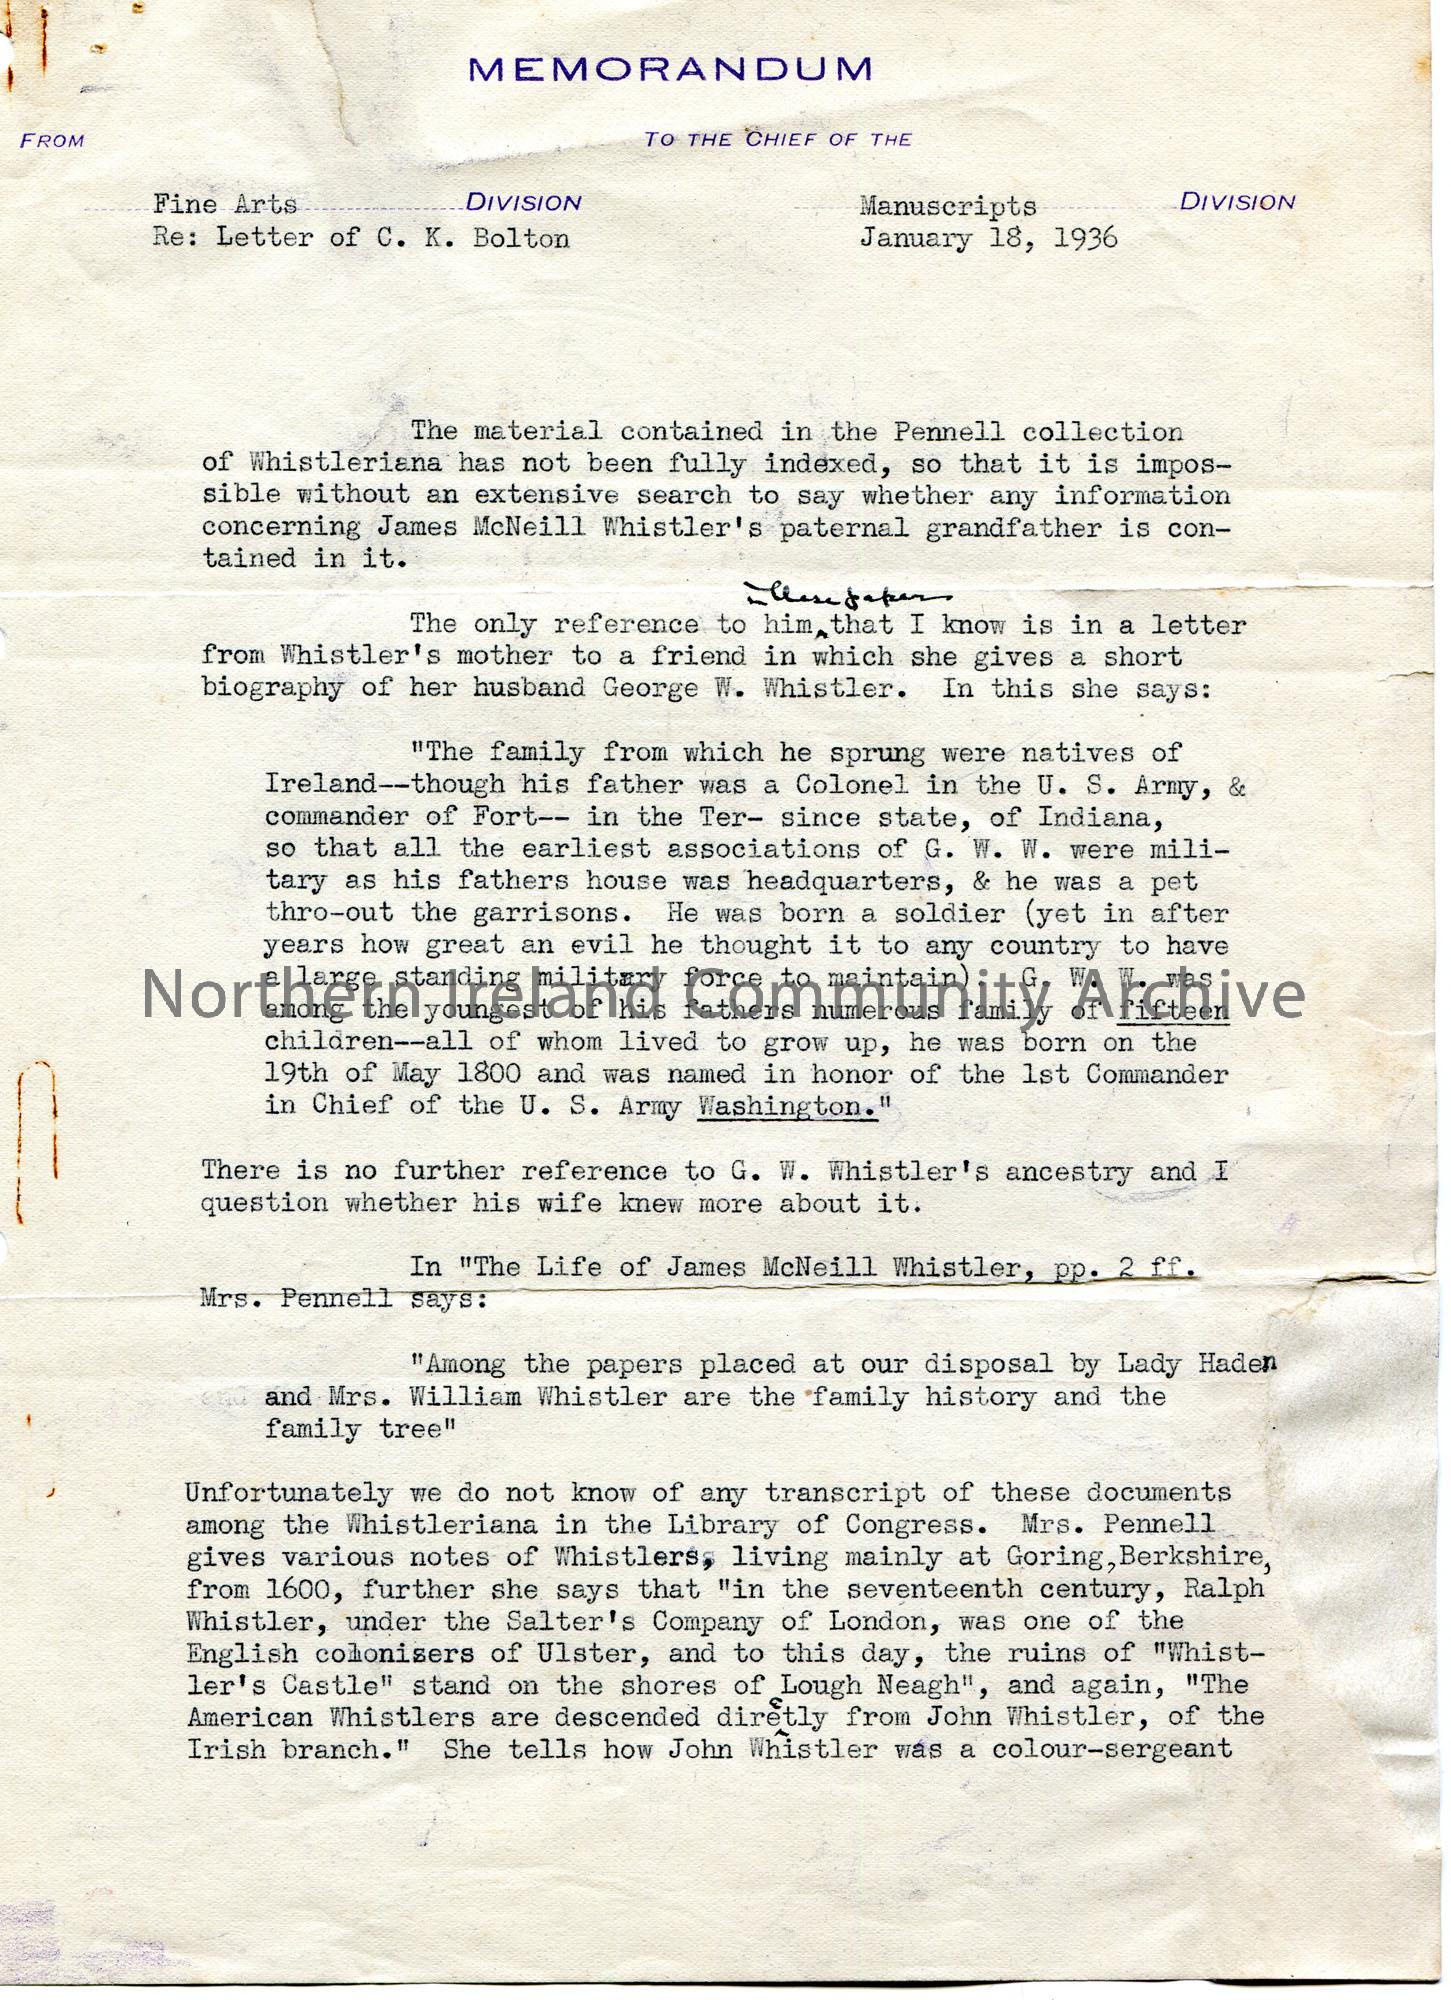 MEMORANDUM
FROM
TO THE CHIEF OF THE
Fine Arts DIVISION
Manuscripts DIVISION
Re: Letter of C. K. Bolton
January 18, 1936
The material contained in the Pennell collection
of Whistleriana has not been fully indexed, so that it is impos-
sible without an extensive search to say whether any information
concerning James McNeill Whistler's paternal grandfather is con-
tained in it.
in these papers
The only reference to him that I know is in a letter
from Whistler's mother to a friend in which she gives a short
biography of her husband George W. Whistler. In this she says:
"The family from which he sprung were natives of
Ireland--though his father was a Colonel in the U. S. Army, &
commander of Fort-- in the Ter- since state, of Indiana,
so that all the earliest associations of G. W. W. were mili-
tary as his fathers house was headquarters, & he was a pet
thro-out the garrisons. He was born a soldier (yet in after
years how great an evil he thought it to any country to have
a large standing military force to maintain). G. W. W. was
Northern Ireland Community Archive
among the youngest of his fathers numerous family of fifteen
children--all of whom lived to grow up, he was born on the
19th of May 1800 and was named in honor of the 1st Commander
in Chief of the U. S. Army Washington."
There is no further reference to G. W. Whistler's ancestry and I
question whether his wife knew more about it.
In "The Life of James McNeill Whistler, pp. 2 ff.
Mrs. Pennell says:
"Among the papers placed at our disposal by Lady Haden
and Mrs. William Whistler are the family history and the
family tree"
Unfortunately we do not know of any transcript of these documents
among the Whistleriana in the Library of Congress. Mrs. Pennell
gives various notes of Whistlers, living mainly at Goring, Berkshire,
from 1600, further she says that "in the seventeenth century, Ralph
Whistler, under the Salter's Company of London, was one of the
English colonisers of Ulster, and to this day, the ruins of "Whist-
ler's Castle" stand on the shores of Lough Neagh", and again, "The
American Whistlers are descended directly from John Whistler, of the
Irish branch." She tells how John Whistler was a colour-sergeant